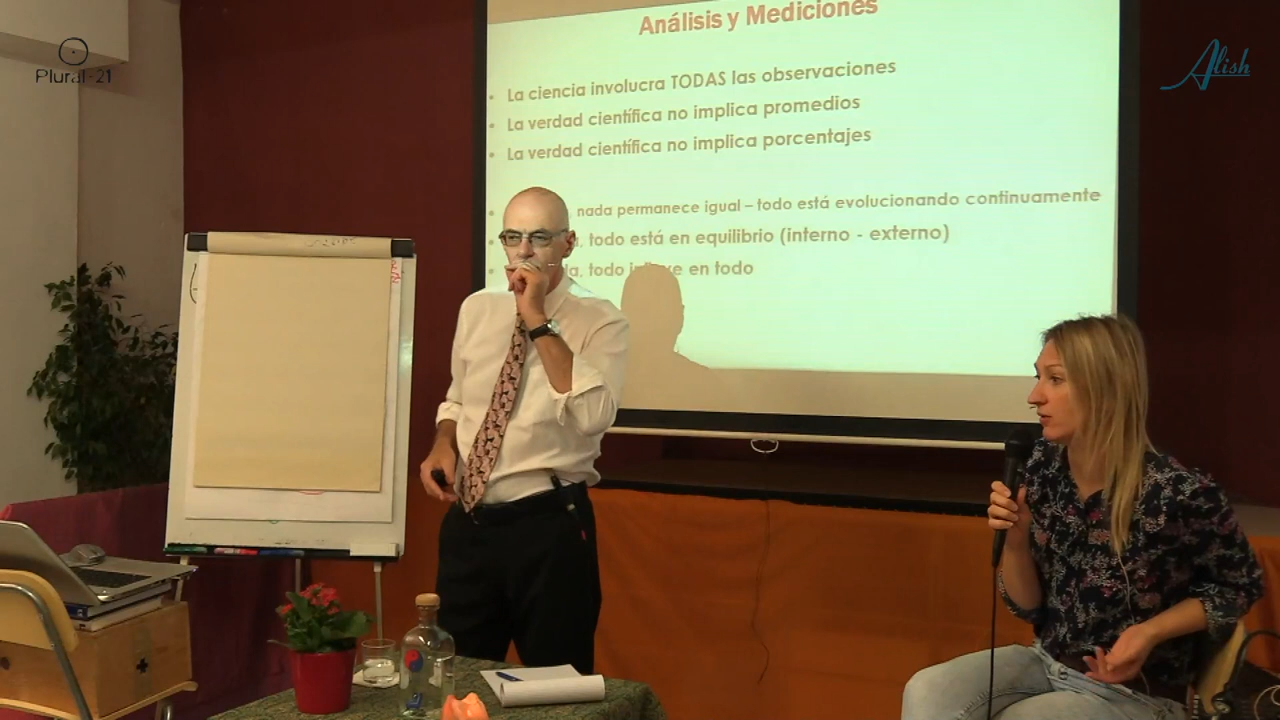 Plural-21
Alish
Análisis y Mediciones
• La ciencia involucra TODAS las observaciones
• La verdad científica no implica promedios
• La verdad científica no implica porcentajes
• , nada permanece igual – todo está evolucionando continuamente
• , todo está en equilibrio (interno - externo)
• , todo en todo